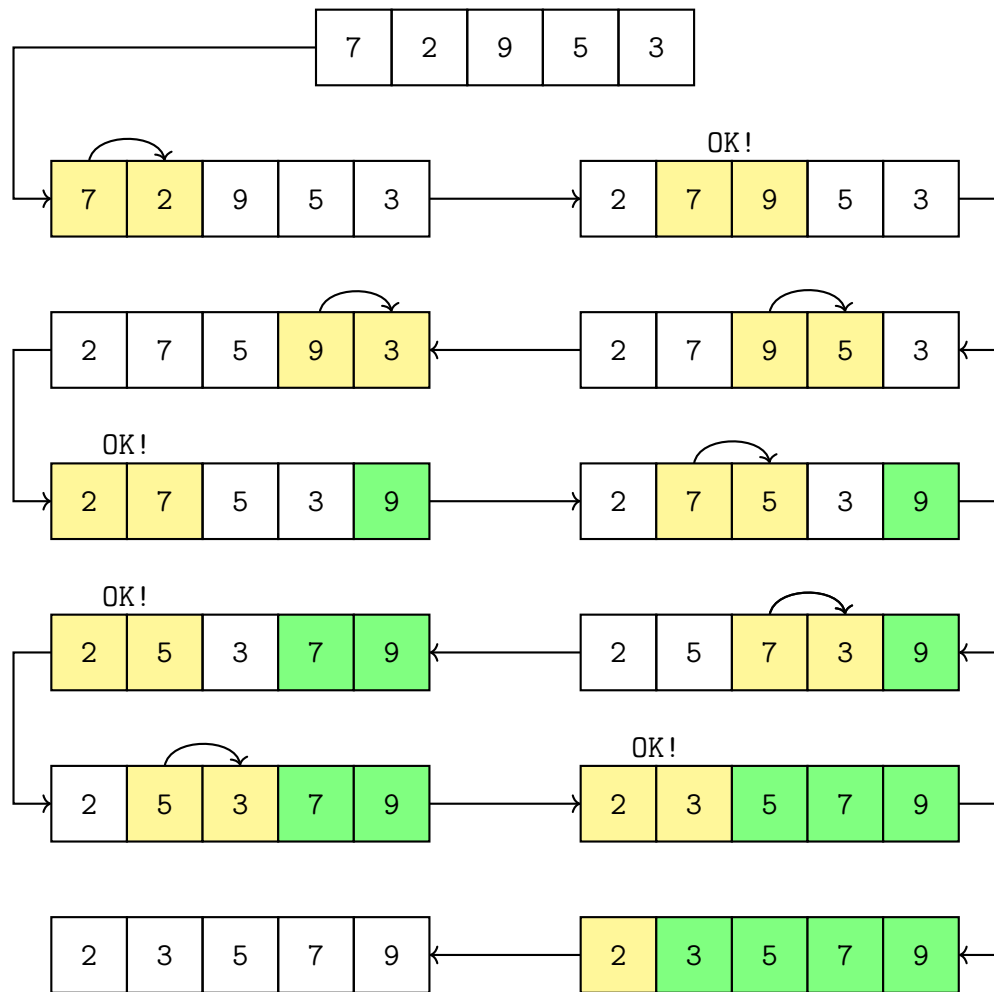 7 2 9 5 3
OK!
7 2 9 5 3 2 7 9 5 3
2 7 5 9 3 2 7 9 5 3
OK!
2 7 5 3 9 2 7 5 3 9
OK!
2 5 3 7 9 2 5 7 3 9
OK!
2 5 3 7 9 2 3 5 7 9
2 3 5 7 9 2 3 5 7 9